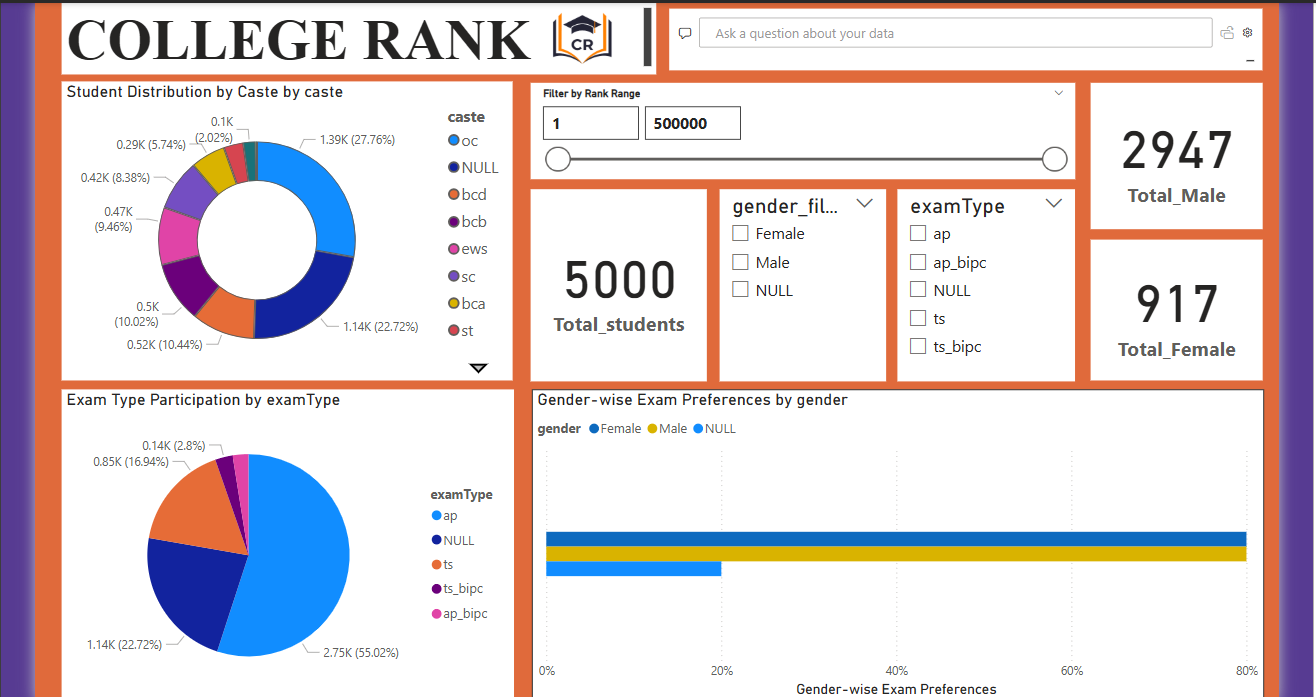 COLLEGE RANK
CR
Ask a question about your data
Student Distribution by Caste by caste
0.1K
(2.02%)
0.29K (5.74%)
0.42K (8.38%)
0.47K
(9.46%)
0.5K
(10.02%)
0.52K (10.44%)
1.39K (27.76%)
1.14K (22.72%)
caste
oc
NULL
bcd
bcb
ews
sc
bca
st
Filter by Rank Range
1
500000
5000
Total_students
gender_fil...
Female
Male
NULL
examType
ap
ap_bipc
NULL
ts
ts_bipc
2947
Total_Male
917
Total_Female
Exam Type Participation by examType
0.14K (2.8%)
0.85K (16.94%)
1.14K (22.72%)
2.75K (55.02%)
examType
ap
NULL
ts
ts_bipc
ap_bipc
Gender-wise Exam Preferences by gender
gender Female Male NULL
0% 20% 40% 60% 80%
Gender-wise Exam Preferences